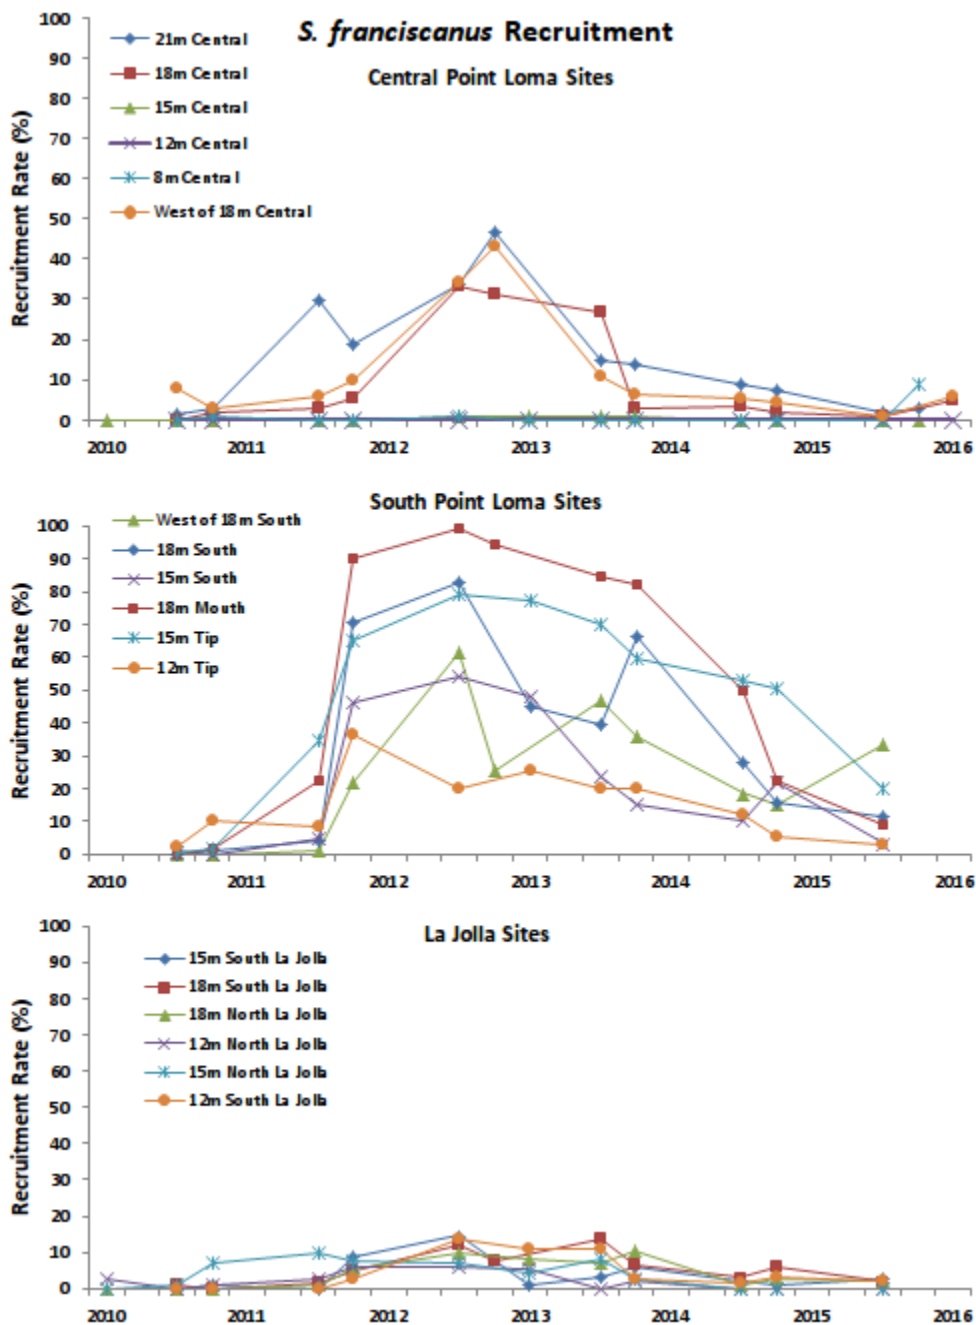 S. franciscanus Recruitment
Central Point Loma Sites
Recruitment Rate (%)
100
90
80
70
60
50
40
30
20
10
0
21m Central
18m Central
15m Central
12m Central
8m Central
West of 18m Central
2010 2011 2012 2013 2014 2015 2016
South Point Loma Sites
Recruitment Rate (%)
100
90
80
70
60
50
40
30
20
10
0
West of 18m South
18m South
15m South
18m Mouth
15m Tip
12m Tip
2010 2011 2012 2013 2014 2015 2016
La Jolla Sites
Recruitment Rate (%)
100
90
80
70
60
50
40
30
20
10
0
15m South La Jolla
18m South La Jolla
18m North La Jolla
12m North La Jolla
15m North La Jolla
12m South La Jolla
2010 2011 2012 2013 2014 2015 2016